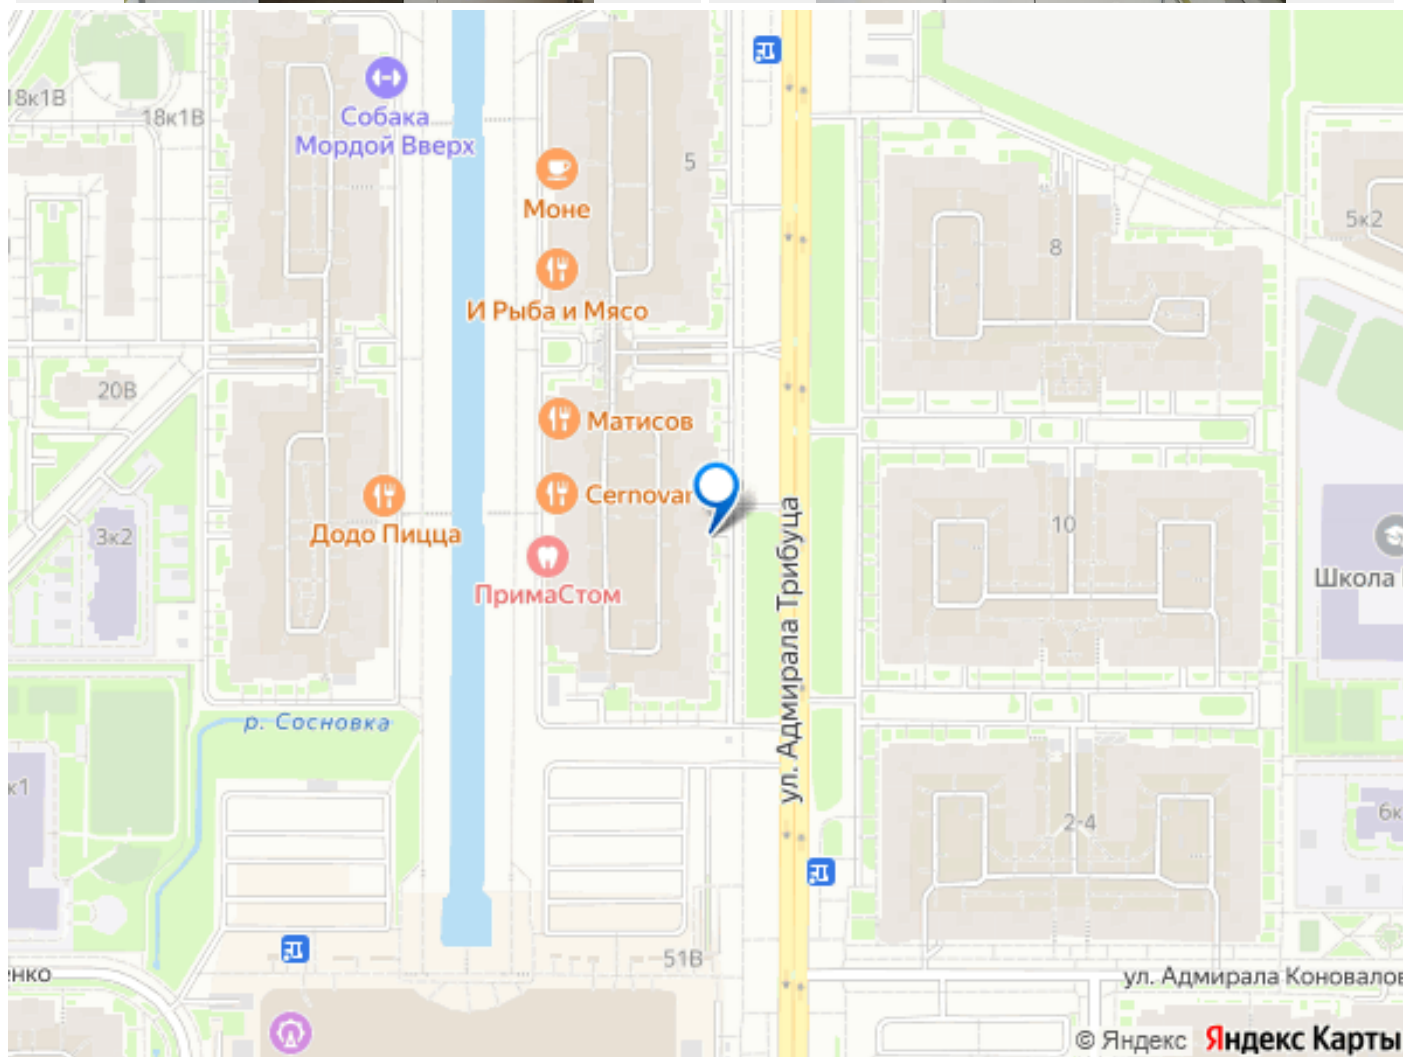 18к1В
18к1В
Собака
Мордой Вверх
5
Моне
8
5к2
И Рыба и Мясо
20В
Матисов
Cernovar
3к2
Додо Пицца
ПримаСтом
ул. Адмирала Трибуца
10
Школа
р. Сосновка
к1
2-4
6к
51В
енко
ул. Адмирала Коновалов
© Яндекс Яндекс Карты